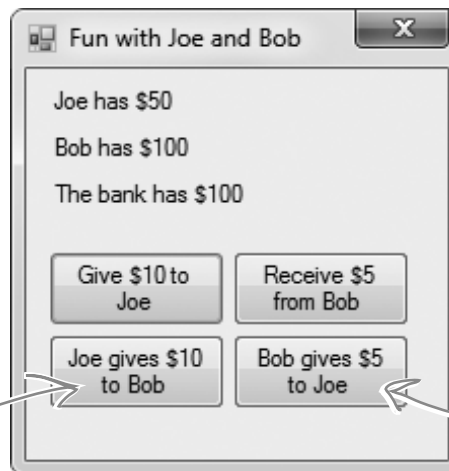 Fun with Joe and Bob
Joe has $50
Bob has $100
The bank has $100
Give $10 to
Joe
Receive $5
from Bob
Joe gives $10
to Bob
Bob gives $5
to Joe